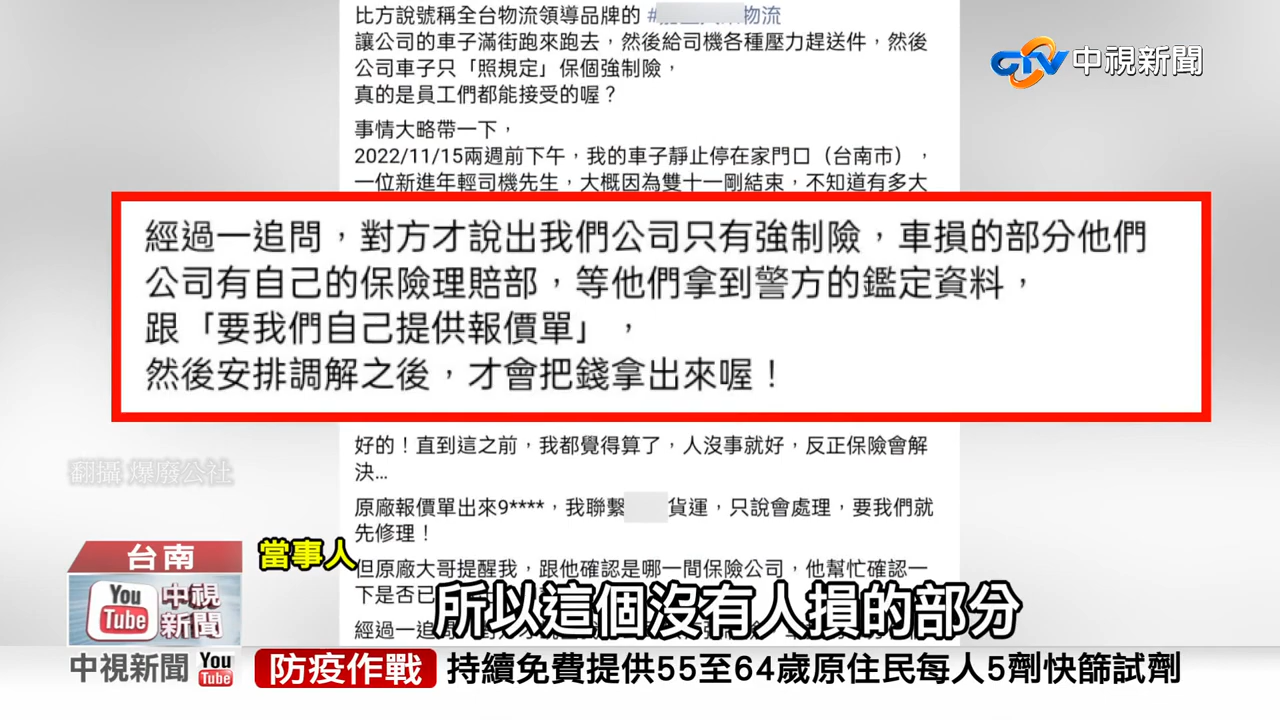 比方說號稱全台物流領導品牌的 #物流
讓公司的車子滿街跑來跑去，然後給司機各種壓力趕送件，然後
公司車子只「照規定」保個強制險，
真的是員工們都能接受的喔？
CTV 中視新聞
事情大略帶一下，
2022/11/15兩週前下午，我的車子靜止停在家門口（台南市），
一位新進年輕司機先生，大概因為雙十一剛結束，不知道有多大
經過一追問，對方才說出我們公司只有強制險，車損的部分他們
公司有自己的保險理賠部，等他們拿到警方的鑑定資料，
跟「要我們自己提供報價單」，
然後安排調解之後，才會把錢拿出來喔！
好的！直到這之前，我都覺得算了，人沒事就好，反正保險會解
決...
翻攝 爆廢公社
原廠報價單出來9****，我聯繫貨運，只說會處理，要我們就
先修理！
但原廠大哥提醒我，跟他確認是哪一間保險公司，他幫忙確認一
下是否已
經過一追問
台南
You Tube 中視新聞
當事人
所以這個沒有人損的部分
中視新聞 You Tube
防疫作戰 持續免費提供55至64歲原住民每人5劑快篩試劑